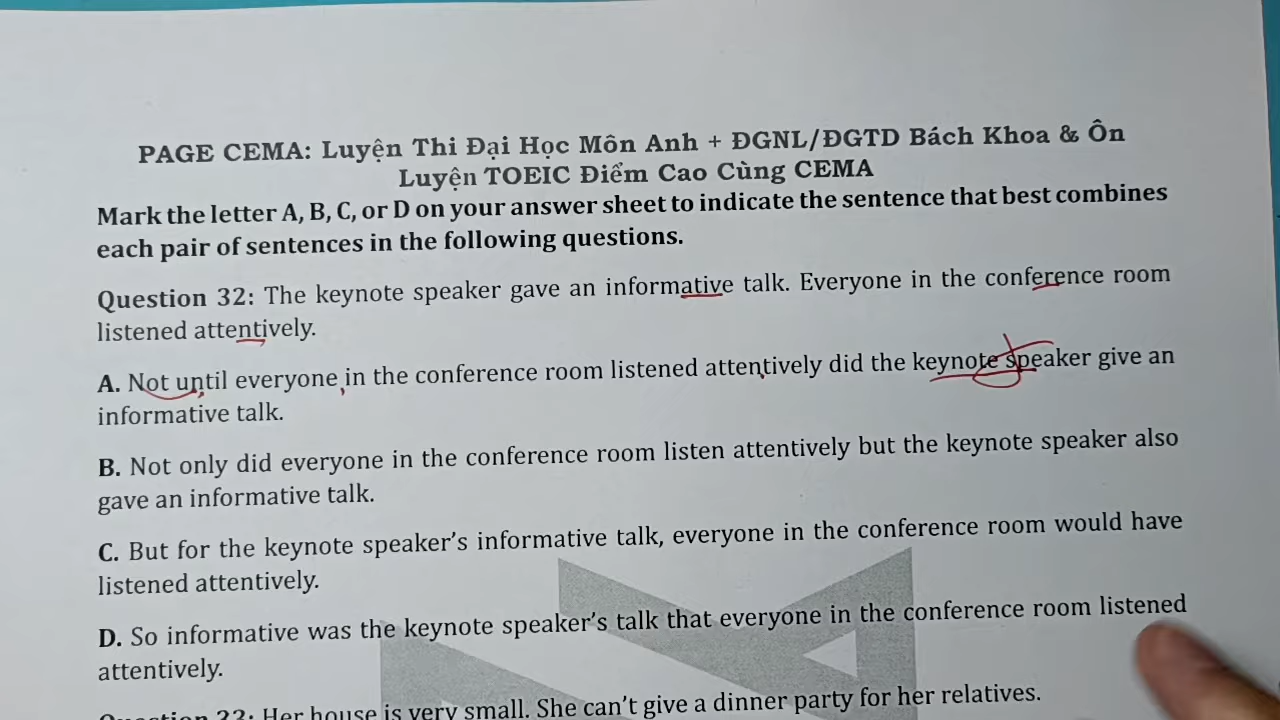 PAGE CEMA: Luyện Thi Đại Học Môn Anh + ĐGNL/ĐGTD Bách Khoa & Ôn
Luyện TOEIC Điểm Cao Cùng CEMA
Mark the letter A, B, C, or D on your answer sheet to indicate the sentence that best combines
each pair of sentences in the following questions.
Question 32: The keynote speaker gave an informative talk. Everyone in the conference room
listened attentively.
A. Not until everyone in the conference room listened attentively did the keynote speaker give an
informative talk.
B. Not only did everyone in the conference room listen attentively but the keynote speaker also
gave an informative talk.
C. But for the keynote speaker's informative talk, everyone in the conference room would have
listened attentively.
D. So informative was the keynote speaker's talk that everyone in the conference room listened
attentively.
Question 33: Her house is very small. She can't give a dinner party for her relatives.